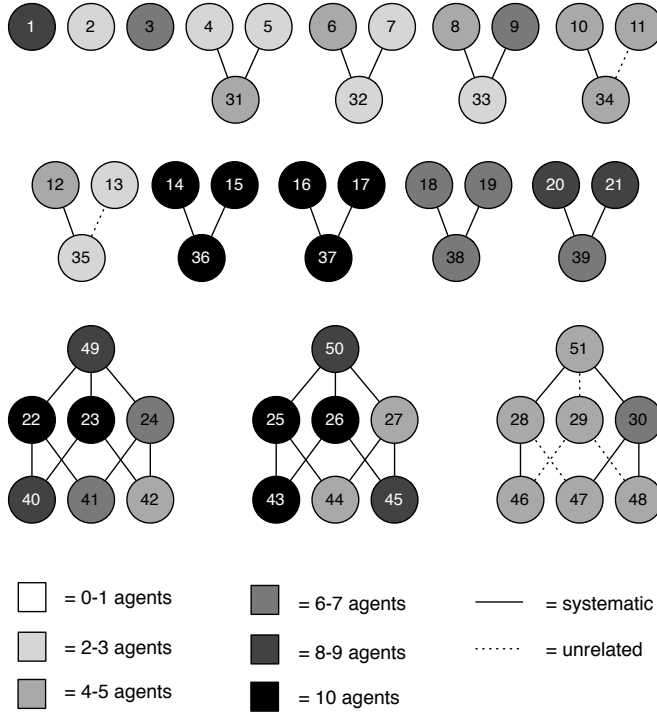 1 2 3 4 5 6 7 8 9 10 11
31 32 33 34
12 13 14 15 16 17 18 19 20 21
35 36 37 38 39
49 50 51
22 23 24 25 26 27 28 29 30
40 41 42 43 44 45 46 47 48
= 0-1 agents = 6-7 agents = systematic
= 2-3 agents = 8-9 agents = unrelated
= 4-5 agents = 10 agents